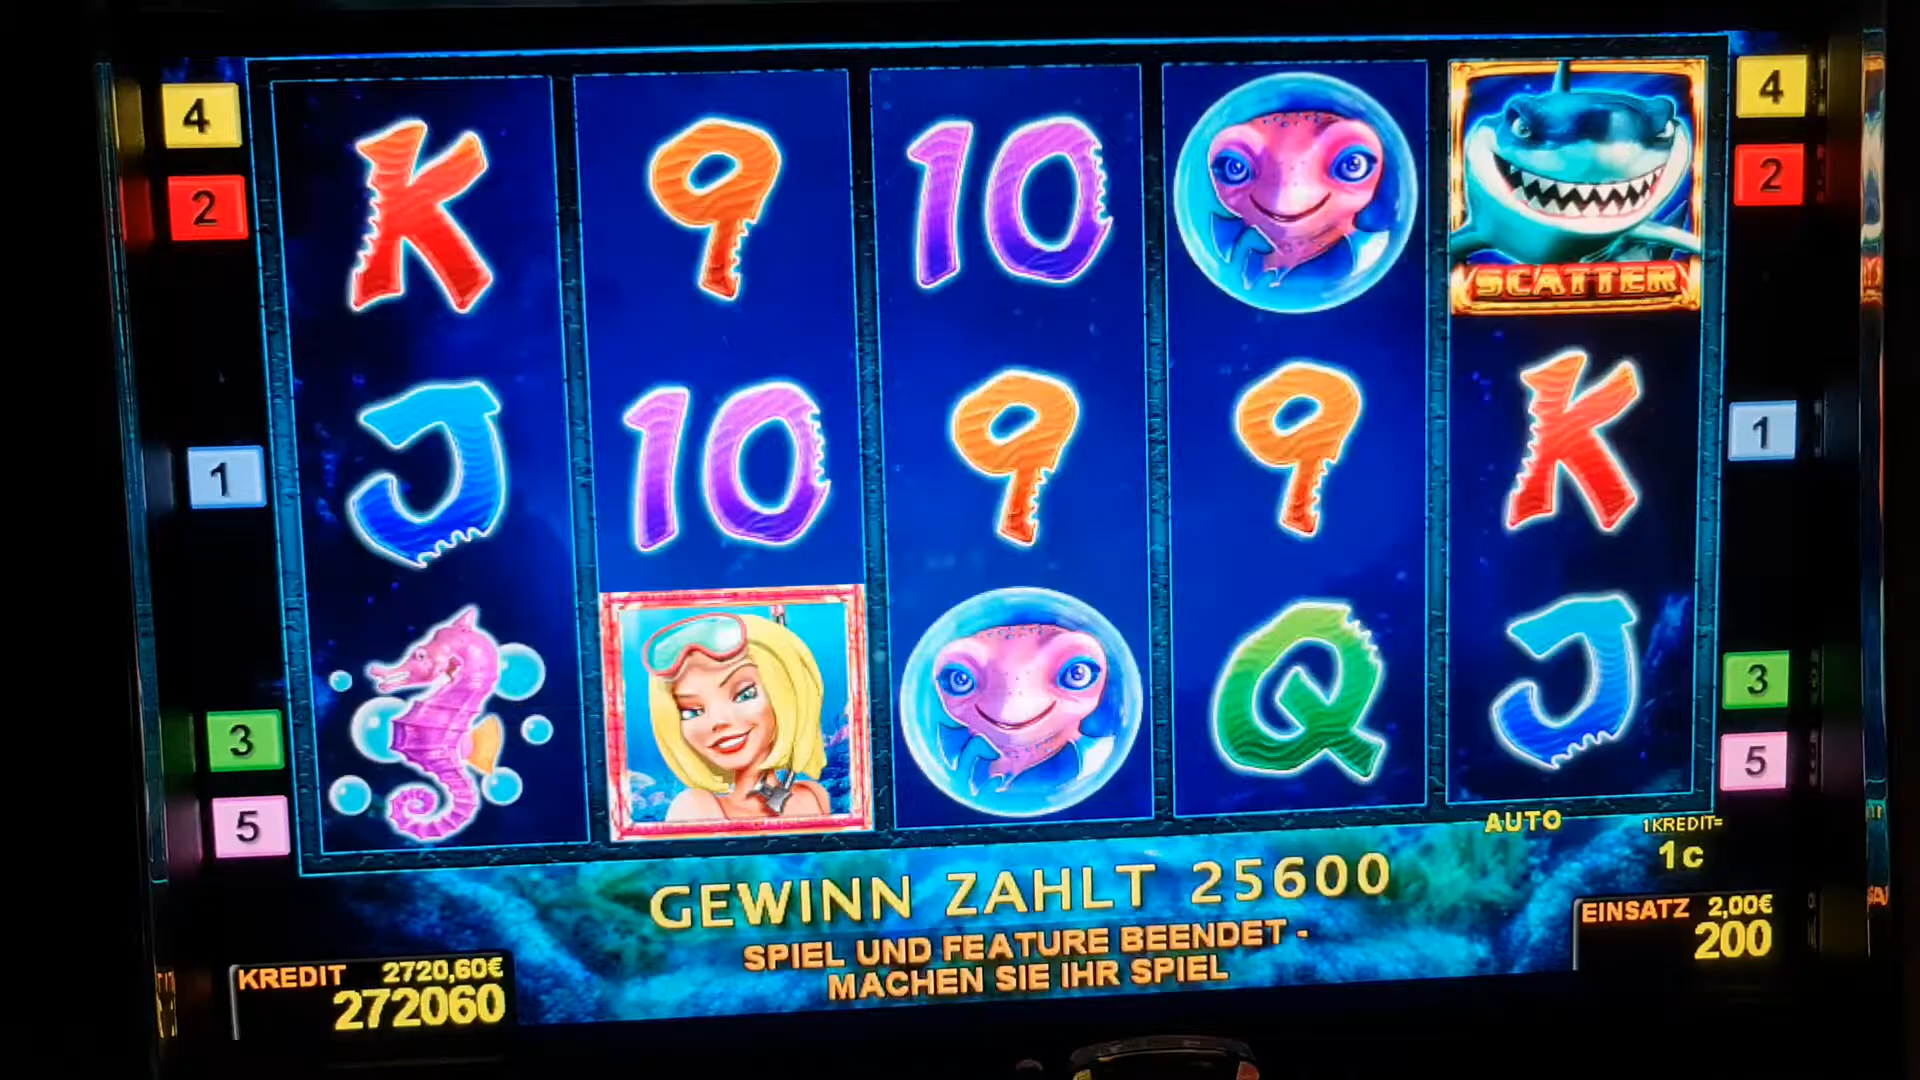 4
4
K
9
10
SCATTER
2
2
J
10
9
9
K
1
1
Q
J
3
3
5
5
AUTO
1KREDIT=
1c
GEWINN ZAHLT 25600
SPIEL UND FEATURE BEENDET -
MACHEN SIE IHR SPIEL
KREDIT 2720,60€
272060
EINSATZ 2,00€
200